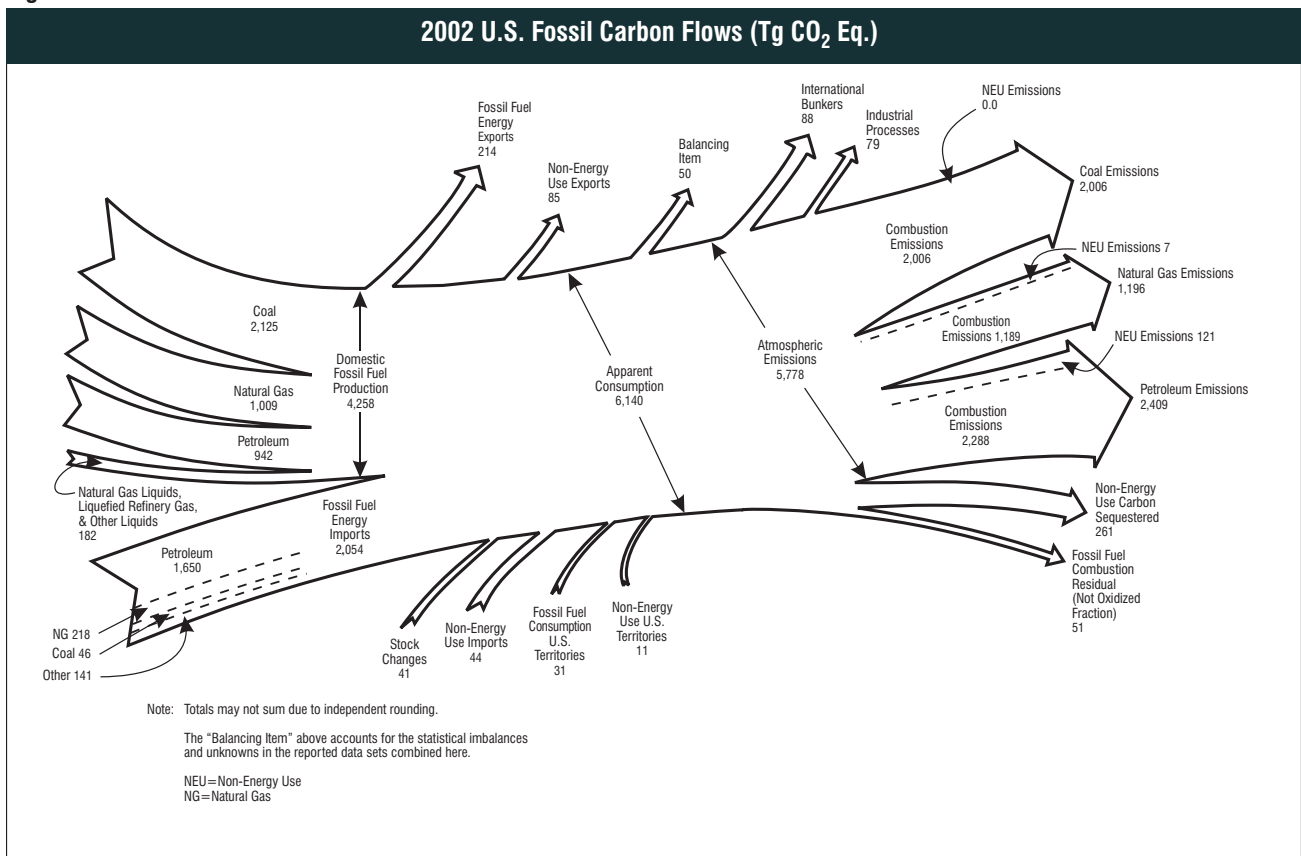 2002 U.S. Fossil Carbon Flows (Tg CO₂ Eq.)
Fossil Fuel
Energy
Exports
214
Non-Energy
Use Exports
85
Balancing
Item
50
International
Bunkers
88
Industrial
Processes
79
NEU Emissions
0.0
Coal Emissions
2,006
Combustion
Emissions
2,006
NEU Emissions 7
Natural Gas Emissions
1,196
Combustion
Emissions 1,189
NEU Emissions 121
Petroleum Emissions
2,409
Combustion
Emissions
2,288
Coal
2,125
Natural Gas
1,009
Petroleum
942
Natural Gas Liquids,
Liquefied Refinery Gas,
& Other Liquids
182
Domestic
Fossil Fuel
Production
4,258
Apparent
Consumption
6,140
Atmospheric
Emissions
5,778
Fossil Fuel
Energy
Imports
2,054
Petroleum
1,650
NG 218
Coal 46
Other 141
Stock
Changes
41
Non-Energy
Use Imports
44
Fossil Fuel
Consumption
U.S.
Territories
31
Non-Energy
Use U.S.
Territories
11
Non-Energy
Use Carbon
Sequestered
261
Fossil Fuel
Combustion
Residual
(Not Oxidized
Fraction)
51
Note: Totals may not sum due to independent rounding.
The “Balancing Item” above accounts for the statistical imbalances
and unknowns in the reported data sets combined here.
NEU=Non-Energy Use
NG=Natural Gas